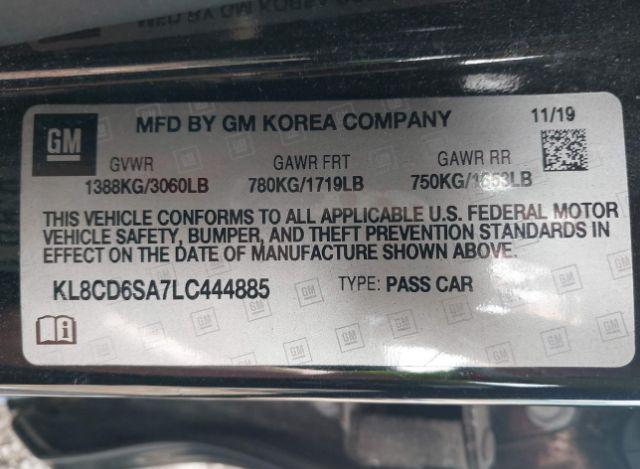 GM
MFD BY GM KOREA COMPANY 11/19
GVWR GAWR FRT GAWR RR
1388KG/3060LB 780KG/1719LB 750KG/1653LB
THIS VEHICLE CONFORMS TO ALL APPLICABLE U.S. FEDERAL MOTOR
VEHICLE SAFETY, BUMPER, AND THEFT PREVENTION STANDARDS IN
EFFECT ON THE DATE OF MANUFACTURE SHOWN ABOVE.
KL8CD6SA7LC444885 TYPE: PASS CAR